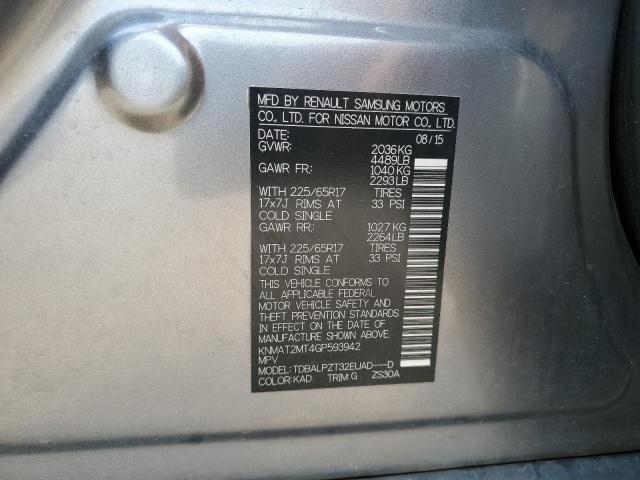 MFD BY RENAULT SAMSUNG MOTORS
CO., LTD. FOR NISSAN MOTOR CO., LTD.
DATE: 08/15
GVWR: 2036KG
4489LB
GAWR FR: 1040KG
2293LB
WITH 225/65R17 TIRES
17x7J RIMS AT 33 PSI
COLD SINGLE
GAWR RR: 1027KG
2264LB
WITH 225/65R17 TIRES
17x7J RIMS AT 33 PSI
COLD SINGLE
THIS VEHICLE CONFORMS TO
ALL APPLICABLE FEDERAL
MOTOR VEHICLE SAFETY AND
THEFT PREVENTION STANDARDS
IN EFFECT ON THE DATE OF
MANUFACTURE SHOWN ABOVE.
KNMAT2MT4GP593942
MPV
MODEL: TDBALPZT32EUAD---D
COLOR: KAD TRIM: G ZS30A